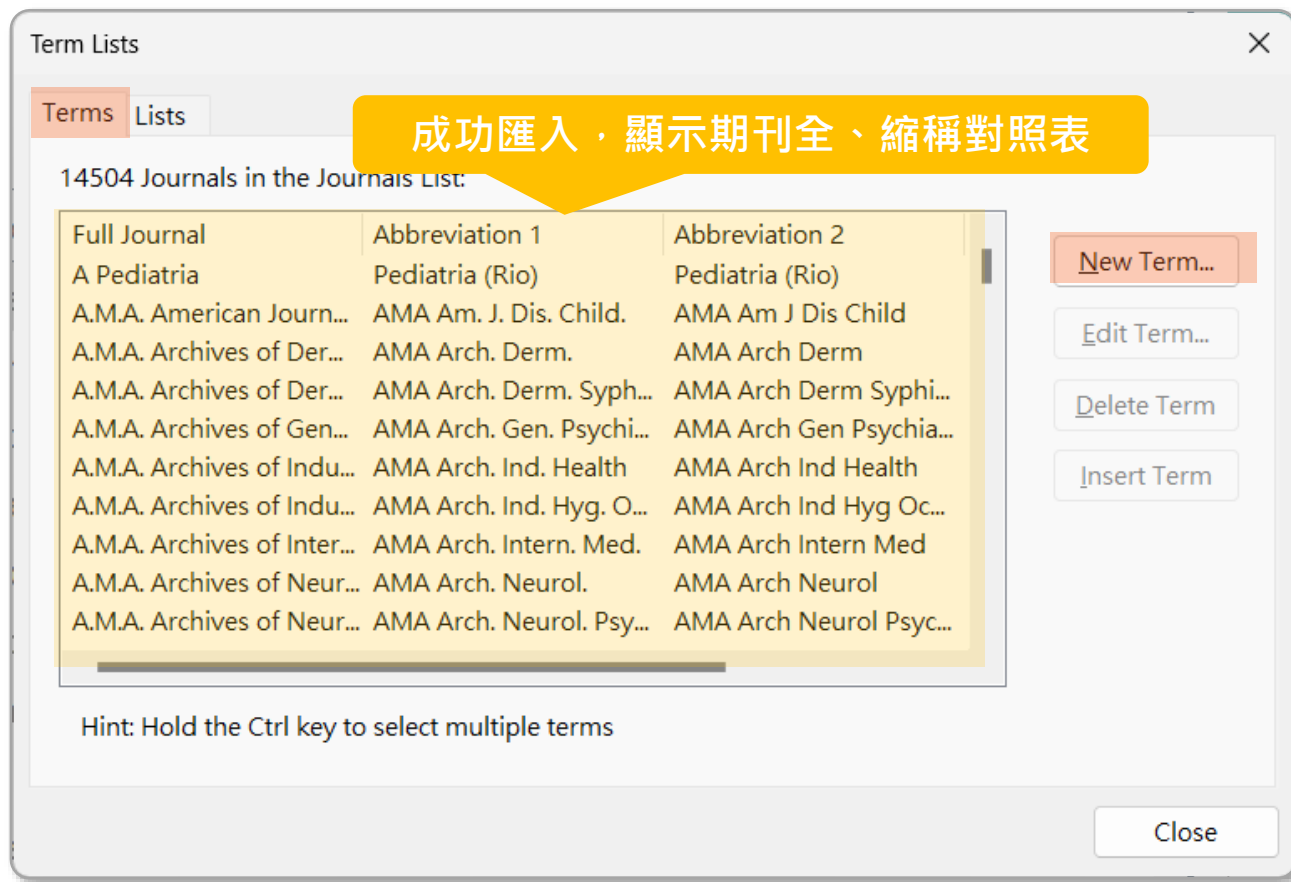 Term Lists
Terms Lists
成功匯入，顯示期刊全、縮稱對照表
14504 Journals in the Journals List:
Full Journal Abbreviation 1 Abbreviation 2
A Pediatria Pediatria (Rio) Pediatria (Rio)
A.M.A. American Journ... AMA Am. J. Dis. Child. AMA Am J Dis Child
A.M.A. Archives of Der... AMA Arch. Derm. AMA Arch Derm
A.M.A. Archives of Der... AMA Arch. Derm. Syph... AMA Arch Derm Syphi...
A.M.A. Archives of Gen... AMA Arch. Gen. Psychi... AMA Arch Gen Psychia...
A.M.A. Archives of Indu... AMA Arch. Ind. Health AMA Arch Ind Health
A.M.A. Archives of Indu... AMA Arch. Ind. Hyg. O... AMA Arch Ind Hyg Oc...
A.M.A. Archives of Inter... AMA Arch. Intern. Med. AMA Arch Intern Med
A.M.A. Archives of Neur... AMA Arch. Neurol. AMA Arch Neurol
A.M.A. Archives of Neur... AMA Arch. Neurol. Psy... AMA Arch Neurol Psyc...
New Term...
Edit Term...
Delete Term
Insert Term
Hint: Hold the Ctrl key to select multiple terms
Close